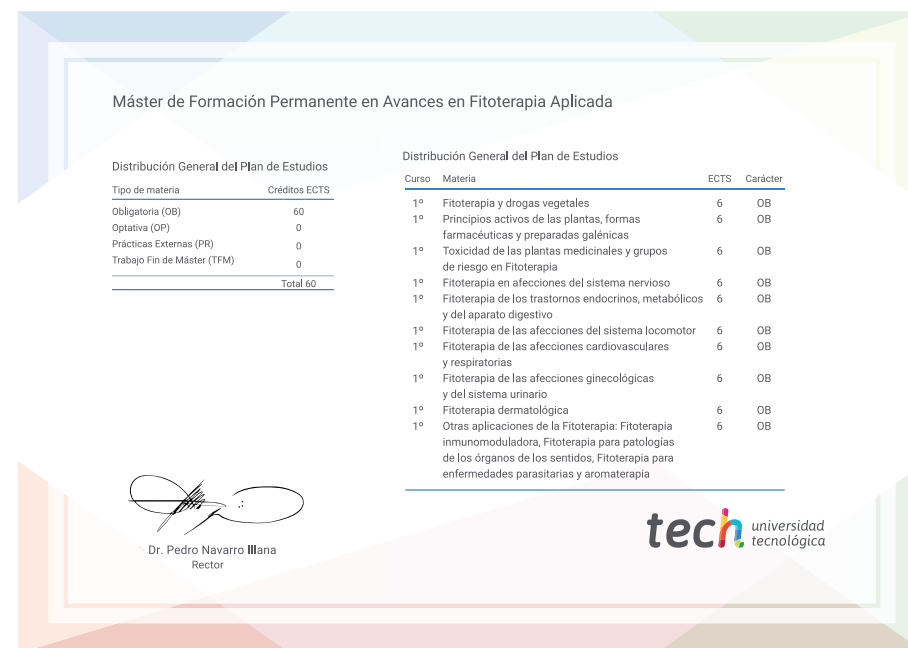 Máster de Formación Permanente en Avances en Fitoterapia Aplicada
Distribución General del Plan de Estudios
Tipo de materia Créditos ECTS
Obligatoria (OB) 60
Optativa (OP) 0
Prácticas Externas (PR) 0
Trabajo Fin de Máster (TFM) 0
Total 60
Distribución General del Plan de Estudios
Curso Materia ECTS Carácter
1º Fitoterapia y drogas vegetales 6 OB
1º Principios activos de las plantas, formas 6 OB
farmacéuticas y preparadas galénicas
1º Toxicidad de las plantas medicinales y grupos 6 OB
de riesgo en Fitoterapia
1º Fitoterapia en afecciones del sistema nervioso 6 OB
1º Fitoterapia de los trastornos endocrinos, metabólicos 6 OB
y del aparato digestivo
1º Fitoterapia de las afecciones del sistema locomotor 6 OB
1º Fitoterapia de las afecciones cardiovasculares 6 OB
y respiratorias
1º Fitoterapia de las afecciones ginecológicas 6 OB
y del sistema urinario
1º Fitoterapia dermatológica 6 OB
1º Otras aplicaciones de la Fitoterapia: Fitoterapia 6 OB
inmunomoduladora, Fitoterapia para patologías
de los órganos de los sentidos, Fitoterapia para
enfermedades parasitarias y aromaterapia
Dr. Pedro Navarro Illana
Rector
tech universidad
tecnológica